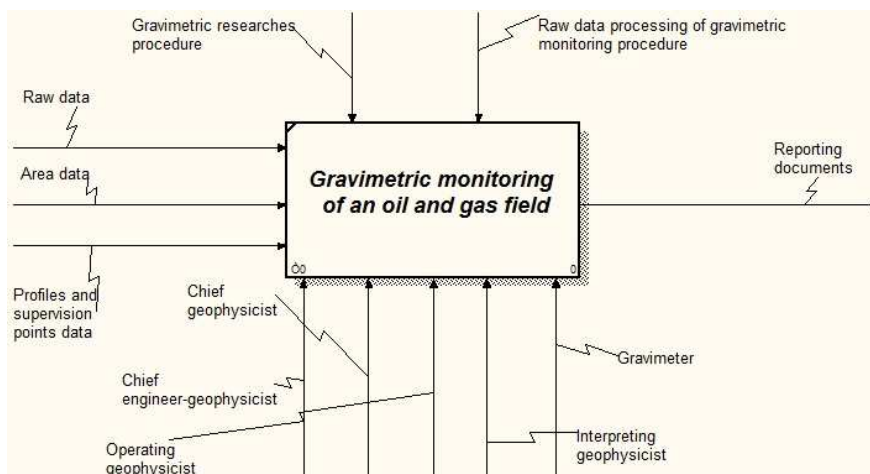 Gravimetric researches
procedure
Raw data processing of gravimetric
monitoring procedure
Raw data
Area data
Profiles and
supervision
points data
Gravimetric monitoring
of an oil and gas field
0
Reporting
documents
Chief
geophysicist
Chief
engineer-geophysicist
Operating
geophysicist
Gravimeter
Interpreting
geophysicist